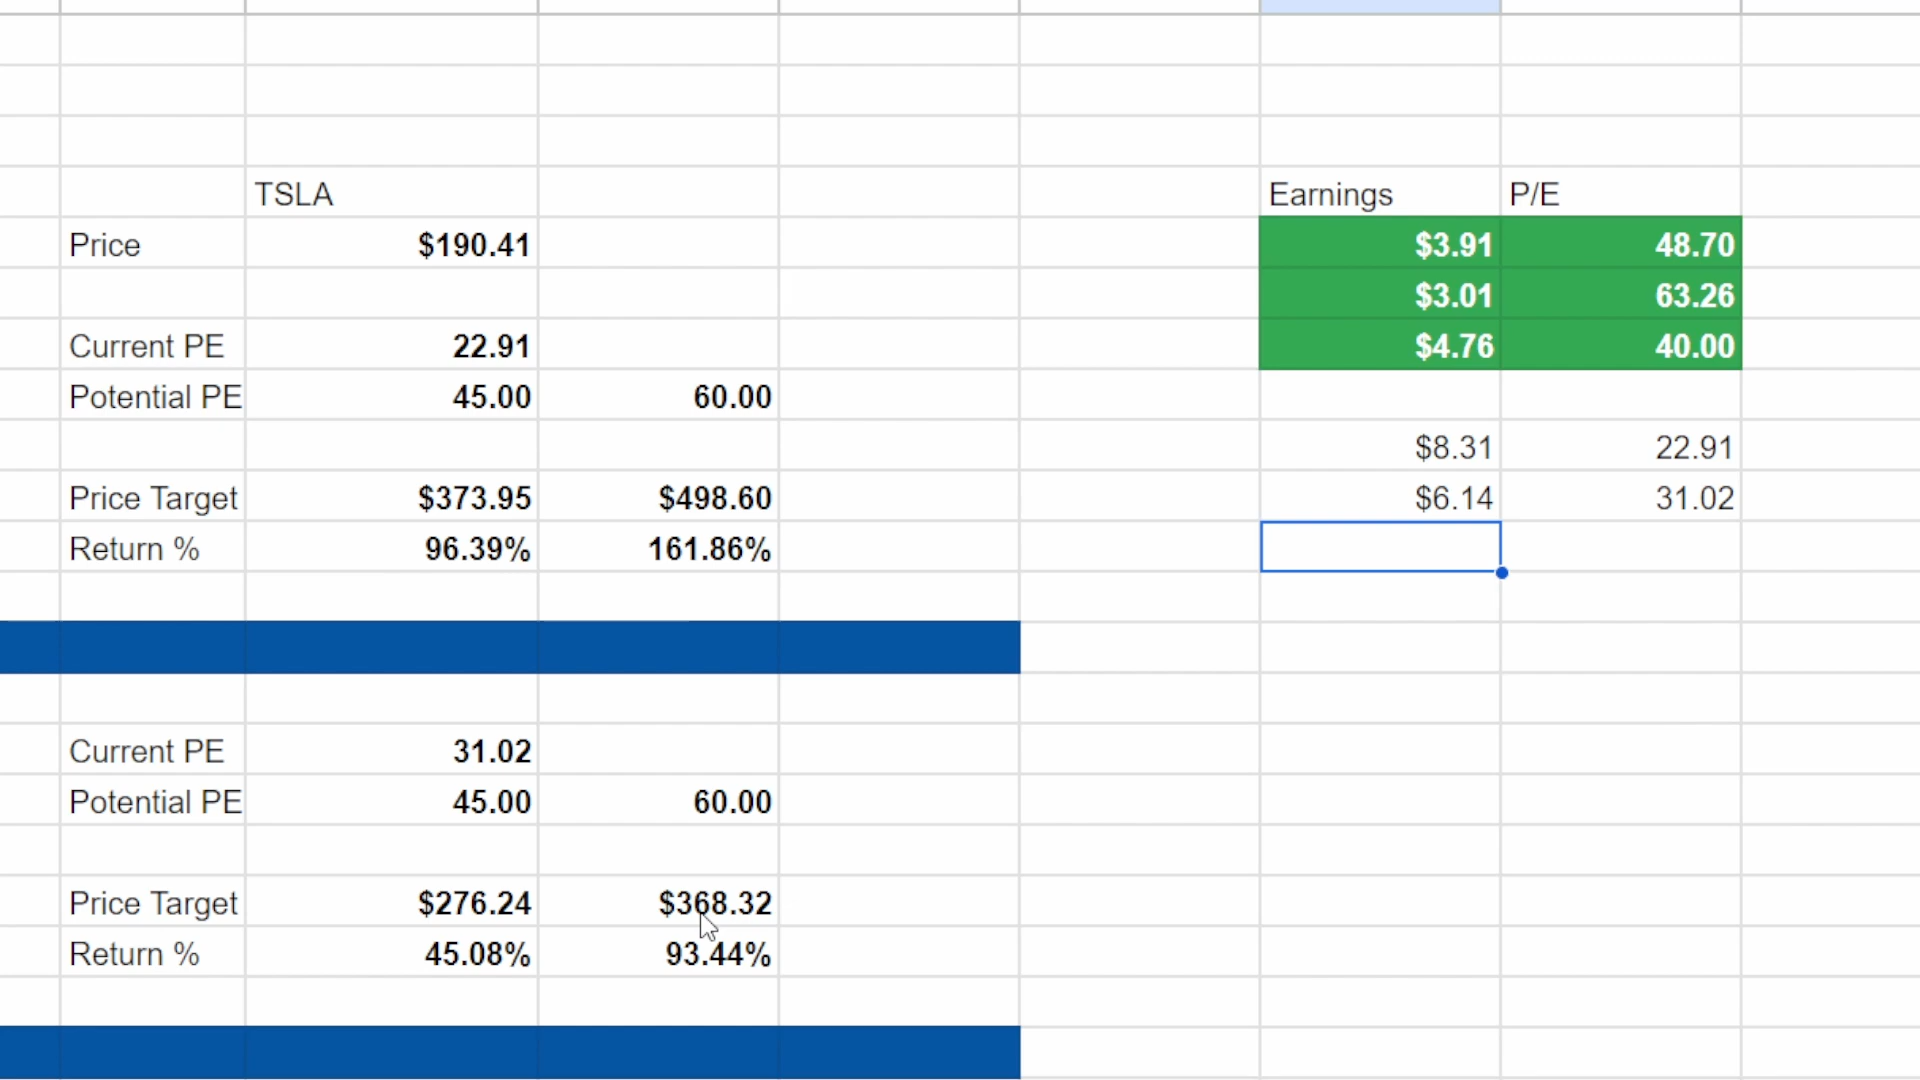 TSLA Earnings P/E
Price $190.41 $3.91 48.70
$3.01 63.26
Current PE 22.91 $4.76 40.00
Potential PE 45.00 60.00
$8.31 22.91
Price Target $373.95 $498.60 $6.14 31.02
Return % 96.39% 161.86%
Current PE 31.02
Potential PE 45.00 60.00
Price Target $276.24 $368.32
Return % 45.08% 93.44%